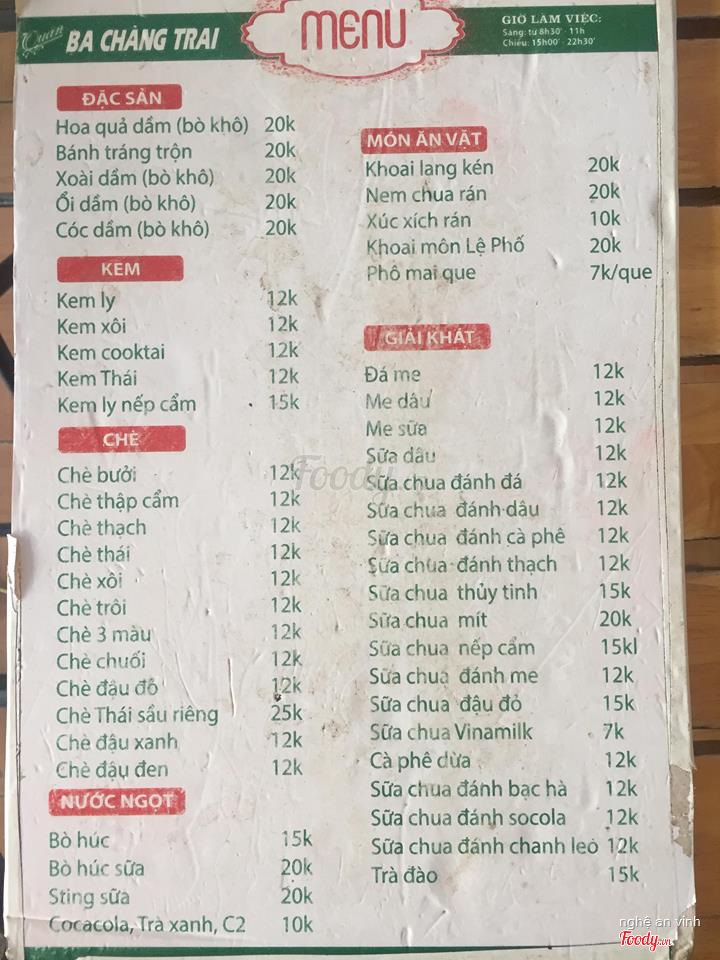 Quán BA CHÀNG TRAI
MENU
GIỜ LÀM VIỆC:
Sáng: từ 8h30' - 11h
Chiều: 15h00' - 22h30'
ĐẶC SẢN
Hoa quả dầm (bò khô) 20k
Bánh tráng trộn 20k
Xoài dầm (bò khô) 20k
Ổi dầm (bò khô) 20k
Cóc dầm (bò khô) 20k
KEM
Kem ly 12k
Kem xôi 12k
Kem cooktai 12k
Kem Thái 12k
Kem ly nếp cẩm 15k
CHÈ
Chè bưởi 12k
Chè thập cẩm 12k
Chè thạch 12k
Chè thái 12k
Chè xôi 12k
Chè trôi 12k
Chè 3 màu 12k
Chè chuối 12k
Chè đậu đỏ 12k
Chè Thái sầu riêng 25k
Chè đậu xanh 12k
Chè đậu đen 12k
NƯỚC NGỌT
Bò húc 15k
Bò húc sữa 20k
Sting sữa 20k
Cocacola, Trà xanh, C2 10k
MÓN ĂN VẶT
Khoai lang kén 20k
Nem chua rán 20k
Xúc xích rán 10k
Khoai môn Lệ Phố 20k
Phô mai que 7k/que
GIẢI KHÁT
Đá me 12k
Me dâu 12k
Me sữa 12k
Sữa dâu 12k
Sữa chua đánh đá 12k
Sữa chua đánh dâu 12k
Sữa chua đánh cà phê 12k
Sữa chua đánh thạch 12k
Sữa chua thủy tinh 15k
Sữa chua mít 20k
Sữa chua nếp cẩm 15kl
Sữa chua đánh me 12k
Sữa chua đậu đỏ 15k
Sữa chua Vinamilk 7k
Cà phê dừa 12k
Sữa chua đánh bạc hà 12k
Sữa chua đánh socola 12k
Sữa chua đánh chanh leo 12k
Trà đào 15k
Foody
nghệ an vinh
Foody.vn